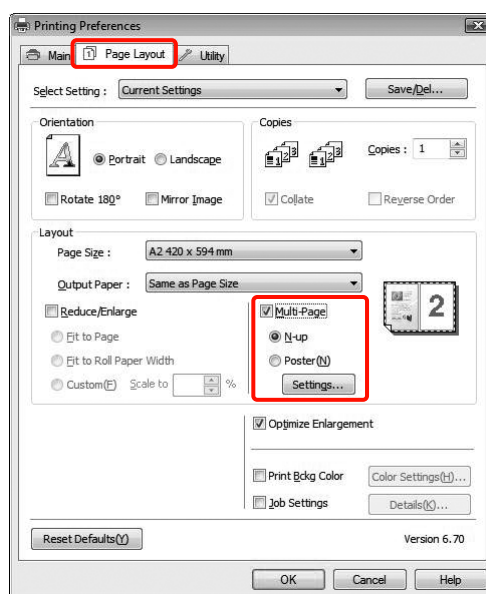 Printing Preferences
Main Page Layout Utility
Select Setting : Current Settings Save/Del...
Orientation
Portrait Landscape
Rotate 180° Mirror Image
Copies
Copies : 1
Collate Reverse Order
Layout
Page Size : A2 420 x 594 mm
Output Paper : Same as Page Size
Reduce/Enlarge
Fit to Page
Fit to Roll Paper Width
Custom(F) Scale to %
Multi-Page
N-up
Poster(N)
Settings...
2
Optimize Enlargement
Print Bckg Color Color Settings(H)...
Job Settings Details(K)...
Reset Defaults(Y) Version 6.70
OK Cancel Help